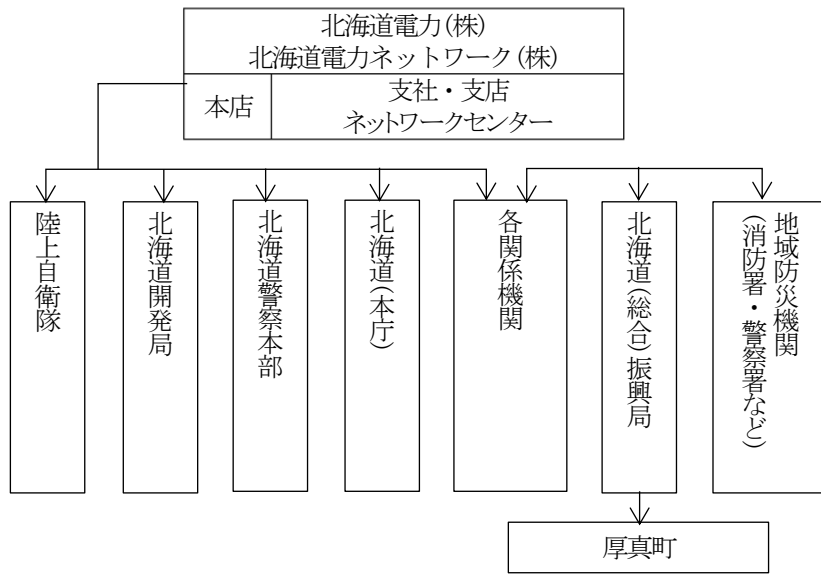 北海道電力(株)
北海道電力ネットワーク(株)
本店
支社・支店
ネットワークセンター
陸上自衛隊
北海道開発局
北海道警察本部
北海道(本庁)
各関係機関
北海道(総合)振興局
地域防災機関
(消防署・警察署など)
厚真町